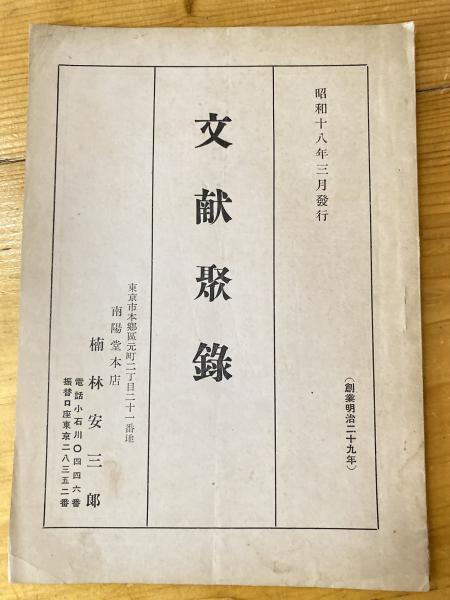 昭和十八年三月發行
（創業明治二十九年）
文献聚錄
東京市本鄕區元町二丁目二十一番地
南陽堂本店
楠林安三郎
電話小石川〇四四六番
振替口座東京二八三五二番